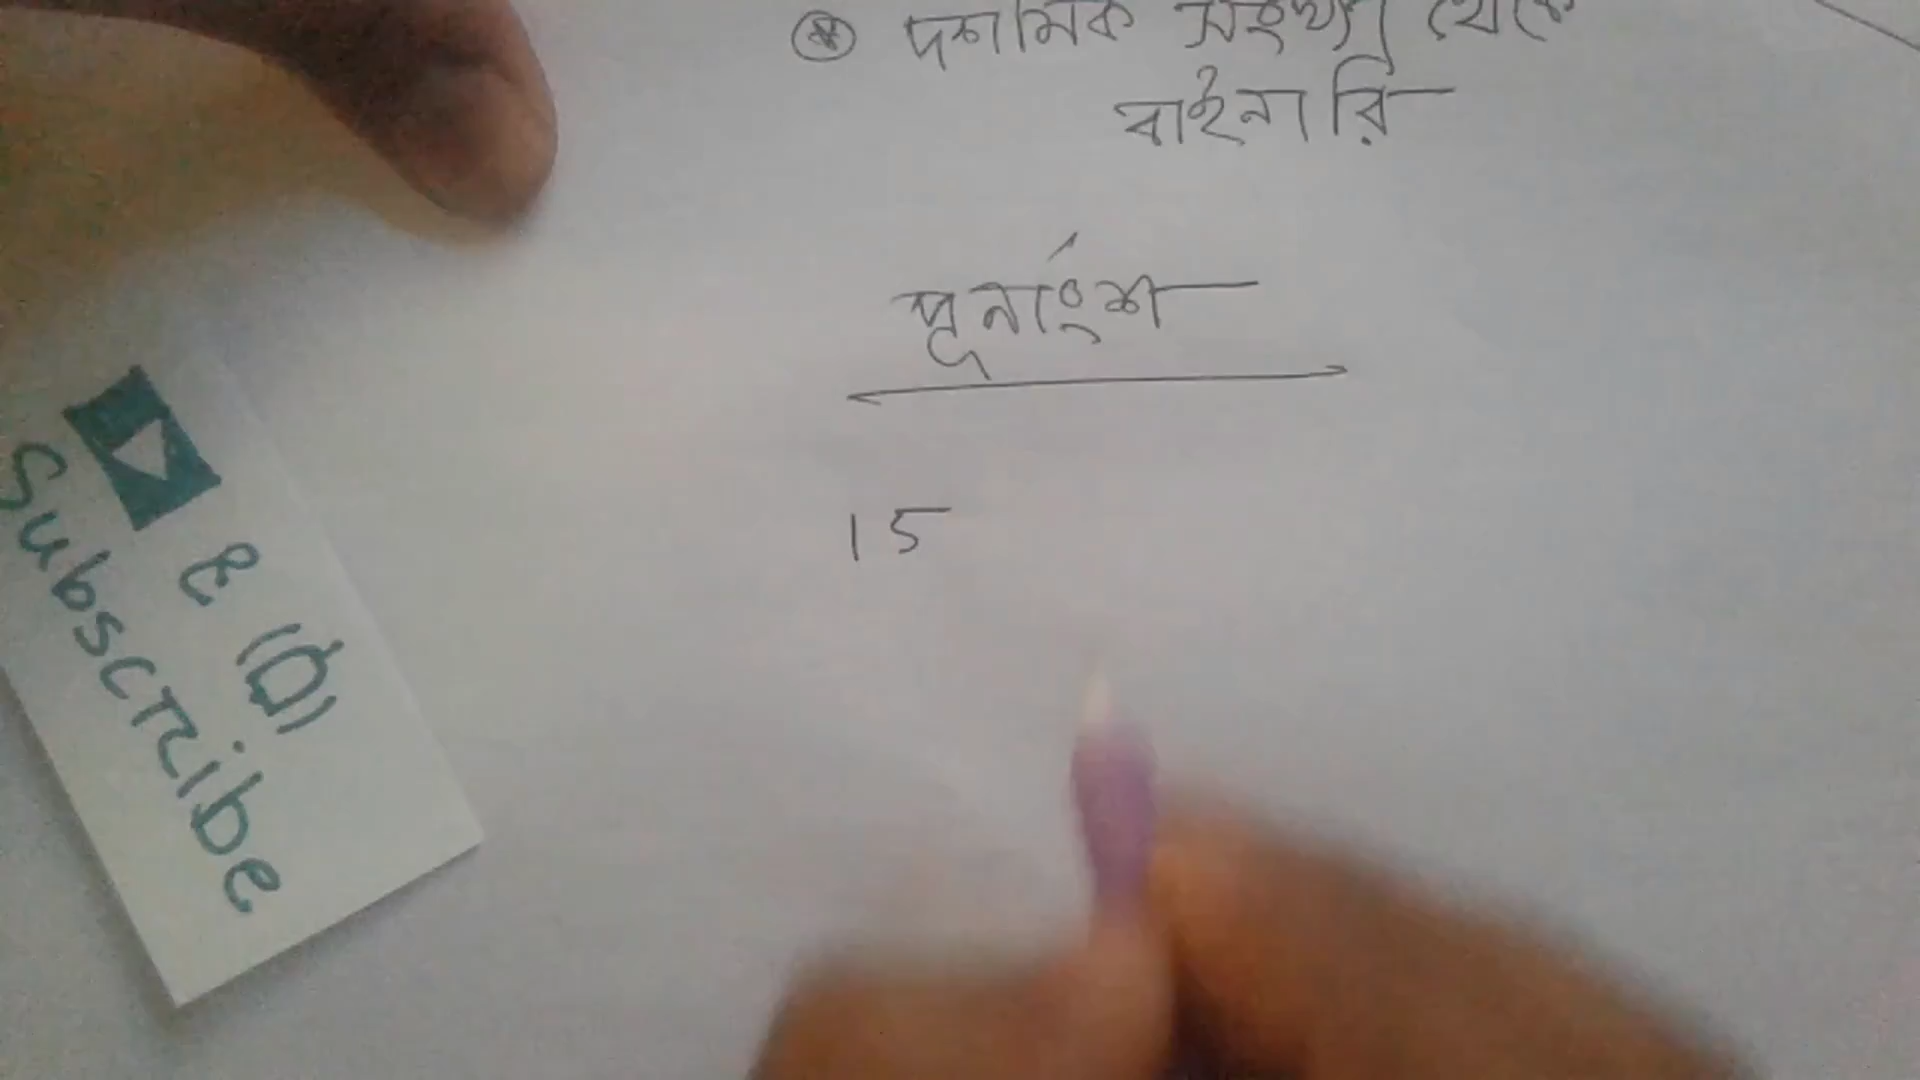 দশমিক সংখ্যা থেকে
বাইনারি
পূর্নাংশ
15
&
Subscribe